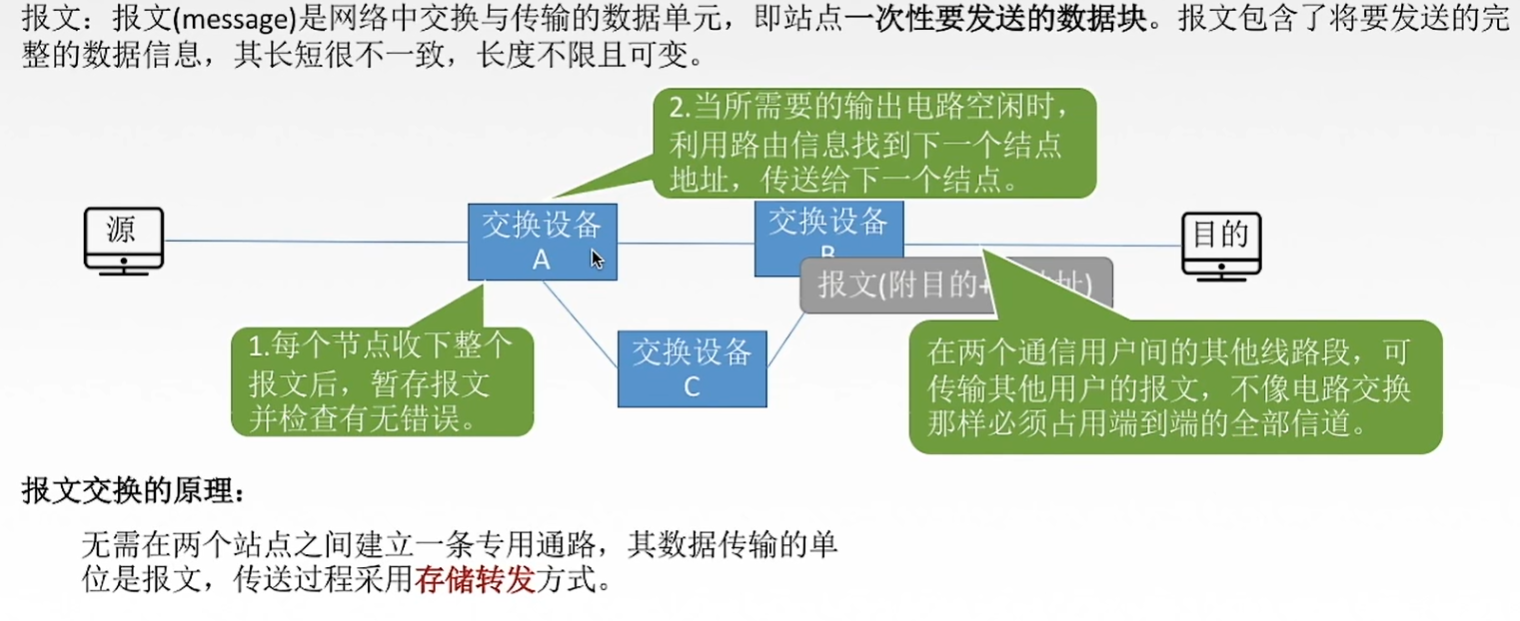 报文：报文(message)是网络中交换与传输的数据单元，即站点一次性要发送的数据块。报文包含了将要发送的完
整的数据信息，其长短很不一致，长度不限且可变。
2.当所需要的输出电路空闲时，
利用路由信息找到下一个结点
地址，传送给下一个结点。
源
交换设备
A
交换设备
B
目的
报文(附目的+
址)
1.每个节点收下整个
报文后，暂存报文
并检查有无错误。
交换设备
C
在两个通信用户间的其他线路段，可
传输其他用户的报文，不像电路交换
那样必须占用端到端的全部信道。
报文交换的原理：
无需在两个站点之间建立一条专用通路，其数据传输的单
位是报文，传送过程采用存储转发方式。